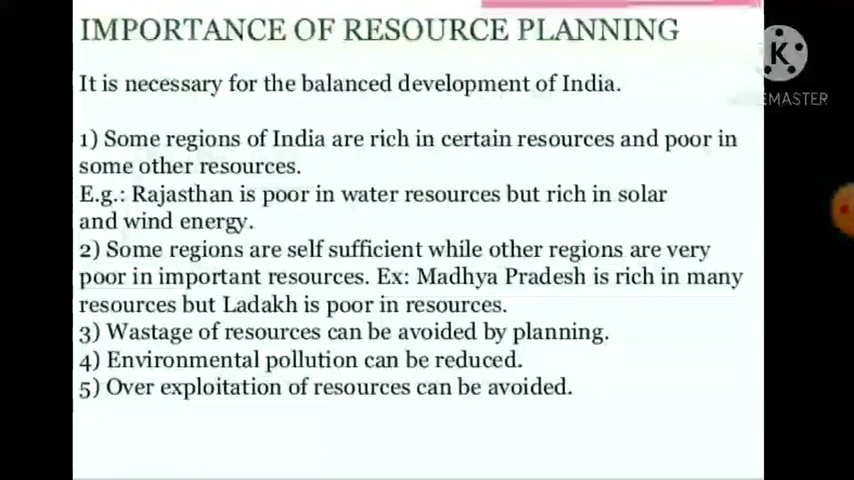 IMPORTANCE OF RESOURCE PLANNING
It is necessary for the balanced development of India.
1) Some regions of India are rich in certain resources and poor in
some other resources.
E.g.: Rajasthan is poor in water resources but rich in solar
and wind energy.
2) Some regions are self sufficient while other regions are very
poor in important resources. Ex: Madhya Pradesh is rich in many
resources but Ladakh is poor in resources.
3) Wastage of resources can be avoided by planning.
4) Environmental pollution can be reduced.
5) Over exploitation of resources can be avoided.
K
EMASTER